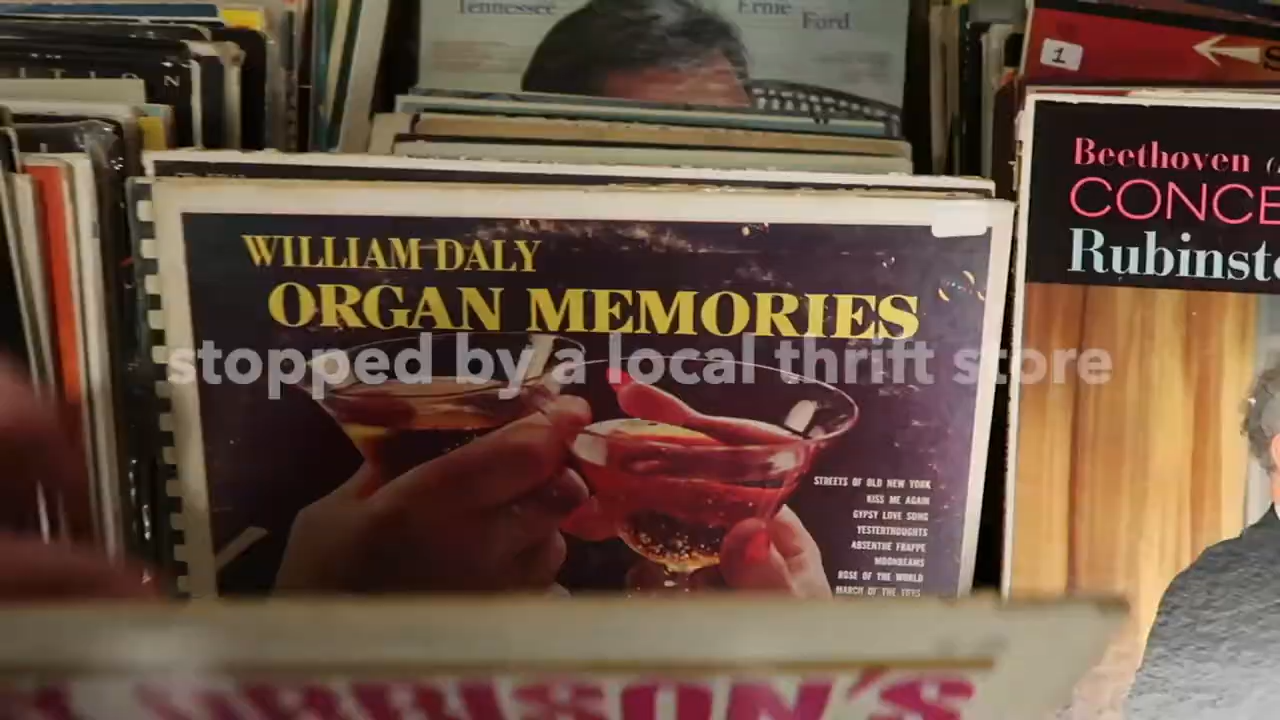 Tennessee
Ernie
Ford
1
ITION
Beethoven
CONCE
Rubinste
WILLIAM DALY
ORGAN MEMORIES
stopped by a local thrift store
STREETS OF OLD NEW YORK
KISS ME AGAIN
GYPSY LOVE SONG
YESTERTHOUGHTS
ABSENTHE FRAPPE
MOONBEAMS
ROSE OF THE WORLD
MARCH OF THE TOYS
RRISON'S